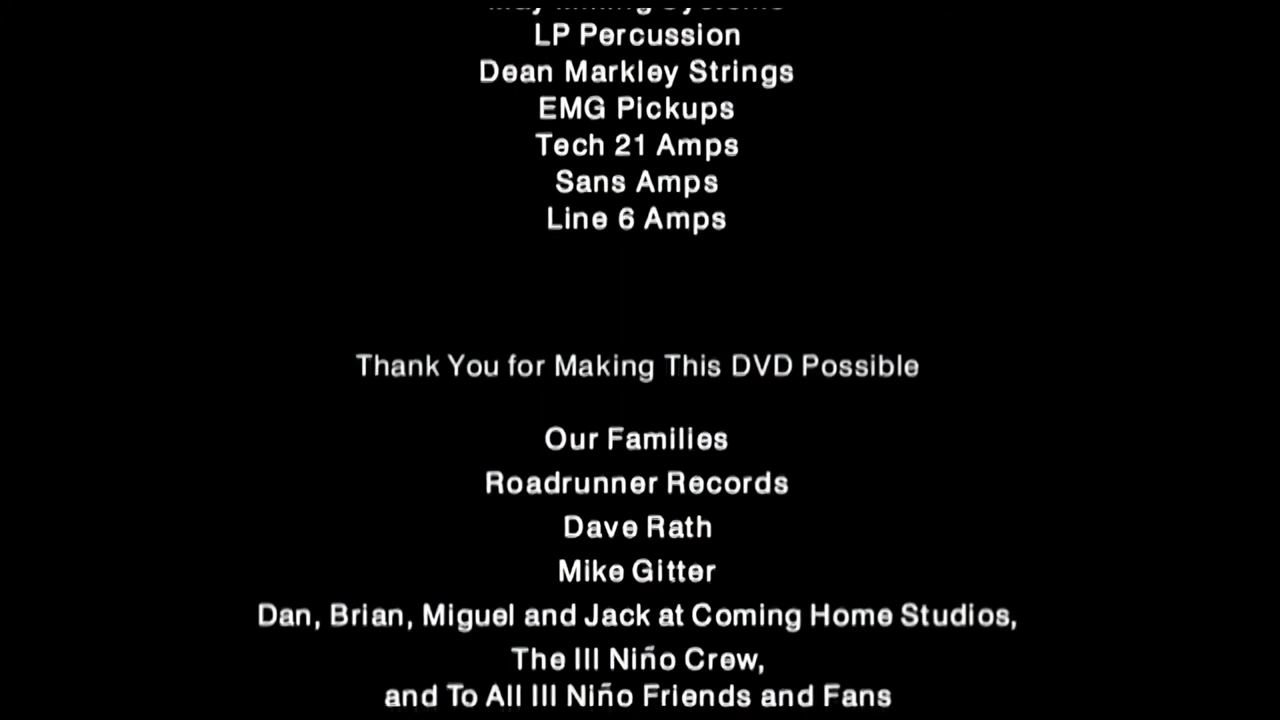 LP Percussion
Dean Markley Strings
EMG Pickups
Tech 21 Amps
Sans Amps
Line 6 Amps
Thank You for Making This DVD Possible
Our Families
Roadrunner Records
Dave Rath
Mike Gitter
Dan, Brian, Miguel and Jack at Coming Home Studios,
The Ill Niño Crew,
and To All Ill Niño Friends and Fans